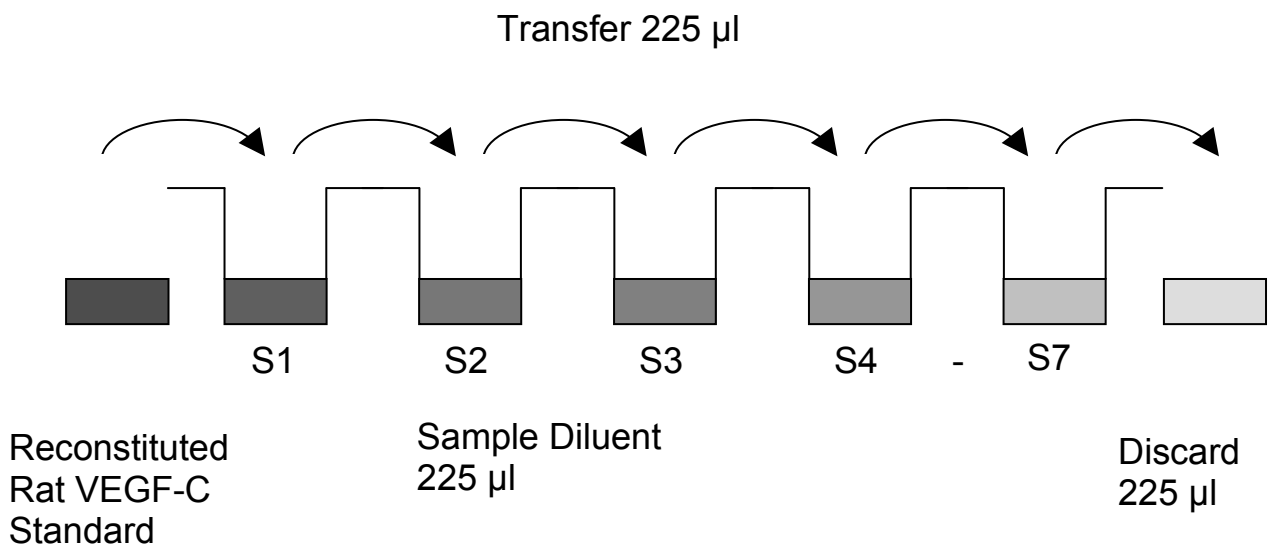 Transfer 225 µl
S1 S2 S3 S4 - S7
Reconstituted
Rat VEGF-C
Standard
Sample Diluent
225 µl
Discard
225 µl